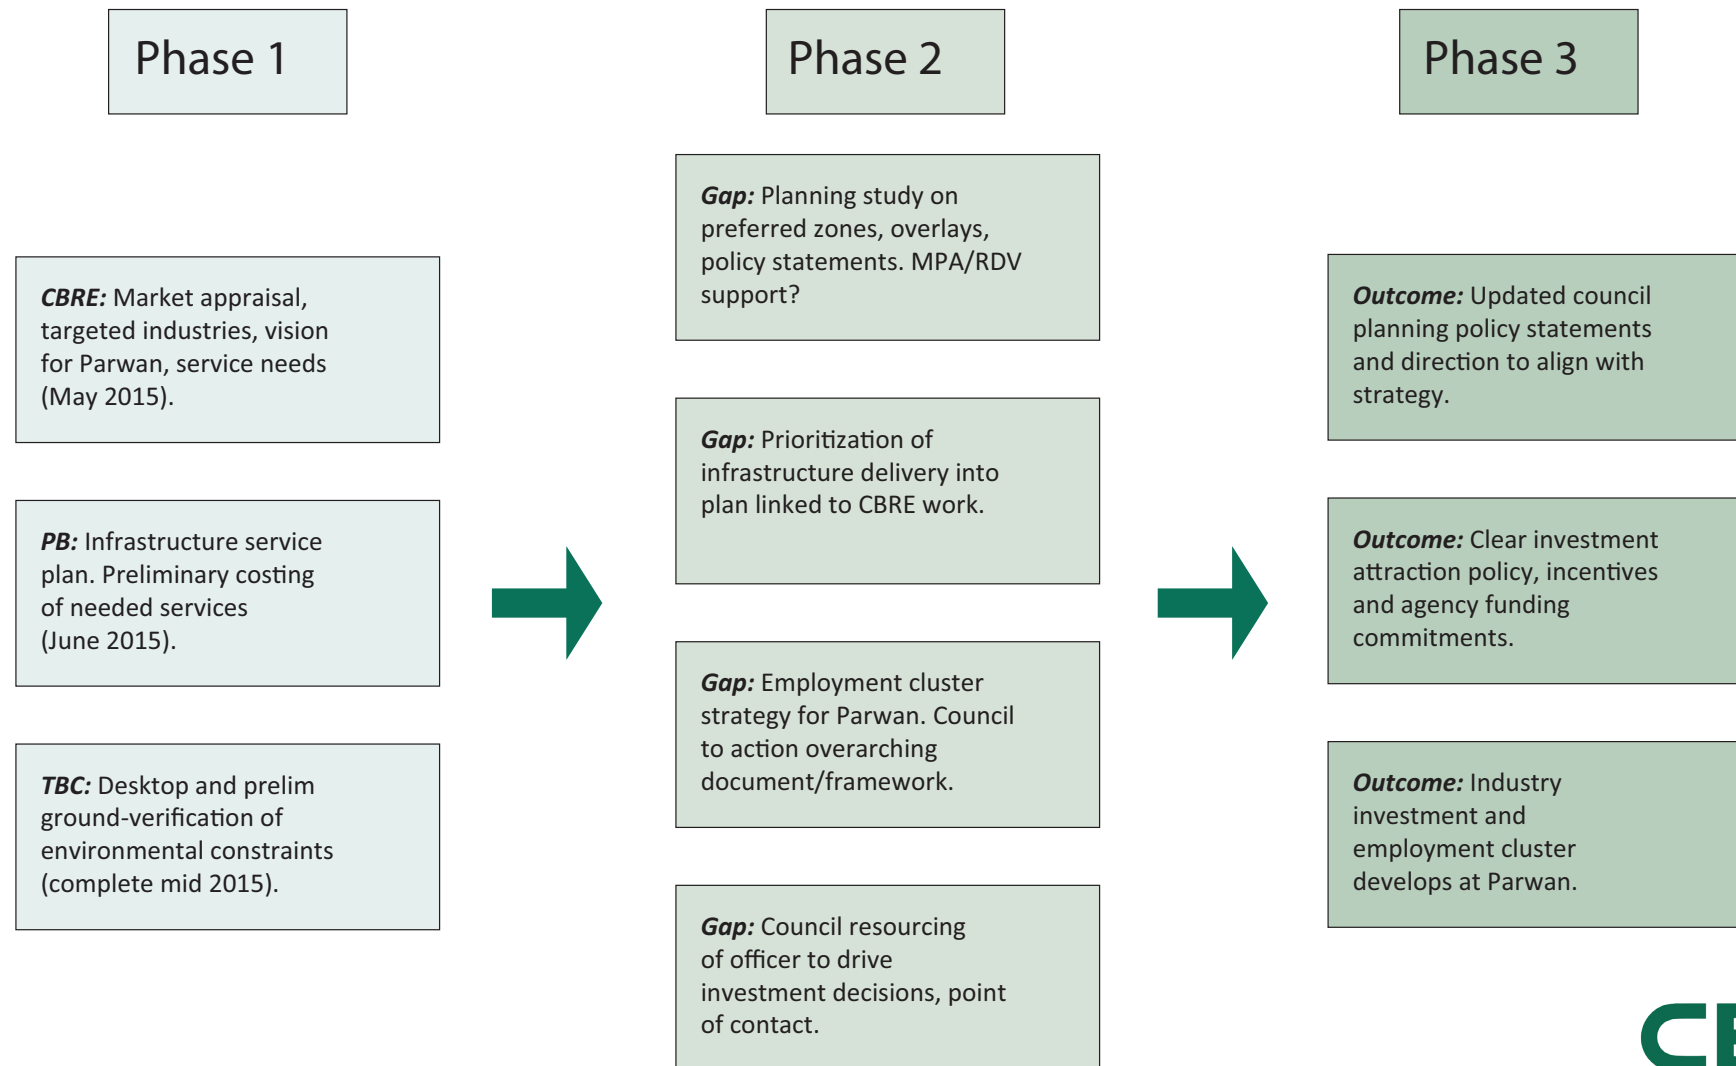 Phase 1
CBRE: Market appraisal,
targeted industries, vision
for Parwan, service needs
(May 2015).
PB: Infrastructure service
plan. Preliminary costing
of needed services
(June 2015).
TBC: Desktop and prelim
ground-verification of
environmental constraints
(complete mid 2015).
Phase 2
Gap: Planning study on
preferred zones, overlays,
policy statements. MPA/RDV
support?
Gap: Prioritization of
infrastructure delivery into
plan linked to CBRE work.
Gap: Employment cluster
strategy for Parwan. Council
to action overarching
document/framework.
Gap: Council resourcing
of officer to drive
investment decisions, point
of contact.
Phase 3
Outcome: Updated council
planning policy statements
and direction to align with
strategy.
Outcome: Clear investment
attraction policy, incentives
and agency funding
commitments.
Outcome: Industry
investment and
employment cluster
develops at Parwan.